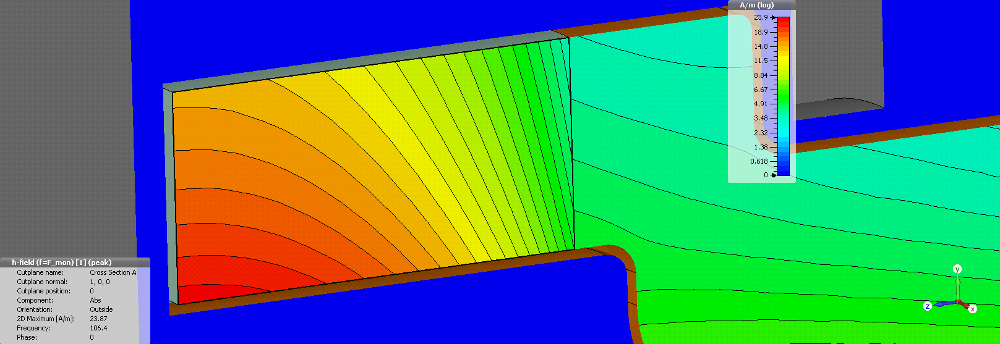 A/m (log)
23.9
18.9
14.8
11.5
8.84
6.67
4.91
3.48
2.32
1.38
0.618
0
h-field (f=F_mon) [1] (peak)
Cutplane name: Cross Section A
Cutplane normal: 1, 0, 0
Cutplane position: 0
Component: Abs
Orientation: Outside
2D Maximum [A/m]: 23.87
Frequency: 106.4
Phase: 0
y
z
x